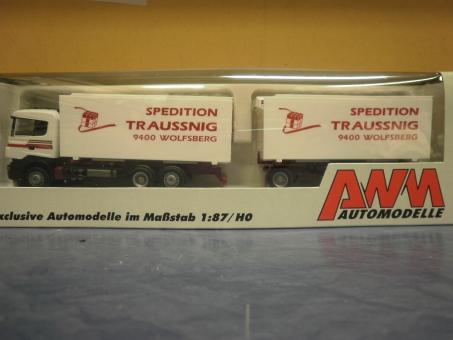 SPEDITION
TRAUSSNIG
9400 WOLFSBERG
SPEDITION
TRAUSSNIG
9400 WOLFSBERG
AWM
AUTOMODELLE
xclusive Automodelle im Maßstab 1:87/H0